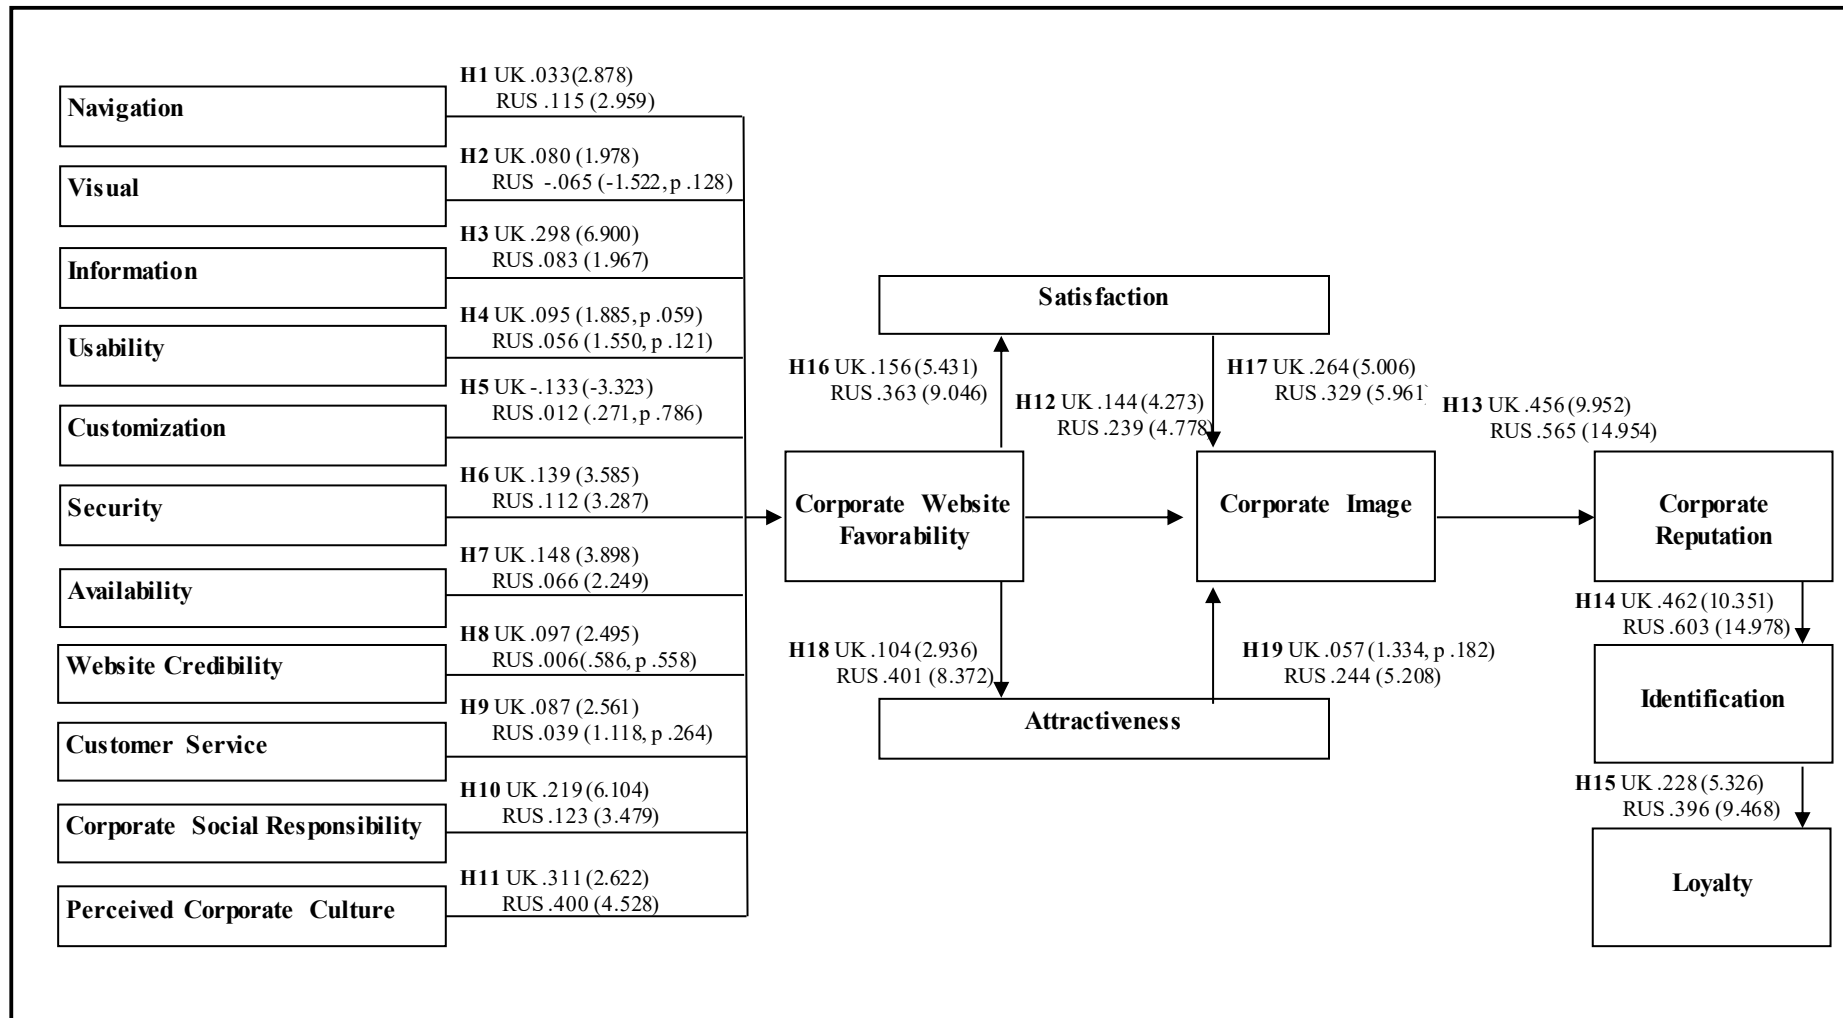 H1 UK .033(2.878)
RUS .115 (2.959)
Navigation
H2 UK .080 (1.978)
RUS -.065 (-1.522, p .128)
Visual
H3 UK .298 (6.900)
RUS .083 (1.967)
Information
H4 UK .095 (1.885, p .059)
RUS .056 (1.550, p .121)
Usability
H5 UK -.133 (-3.323)
RUS .012 (.271, p .786)
Customization
H6 UK .139 (3.585)
RUS .112 (3.287)
Security
H7 UK .148 (3.898)
RUS .066 (2.249)
Availability
H8 UK .097 (2.495)
RUS .006(.586, p .558)
Website Credibility
H9 UK .087 (2.561)
RUS .039 (1.118, p .264)
Customer Service
H10 UK .219 (6.104)
RUS .123 (3.479)
Corporate Social Responsibility
H11 UK .311 (2.622)
RUS .400 (4.528)
Perceived Corporate Culture
Satisfaction
H16 UK .156 (5.431)
RUS .363 (9.046)
H12 UK .144 (4.273)
RUS .239 (4.778)
H17 UK .264 (5.006)
RUS .329 (5.961)
H13 UK .456 (9.952)
RUS .565 (14.954)
Corporate Website
Favorability
Corporate Image
Corporate
Reputation
H18 UK .104 (2.936)
RUS .401 (8.372)
H19 UK .057 (1.334, p .182)
RUS .244 (5.208)
Attractiveness
H14 UK .462 (10.351)
RUS .603 (14.978)
Identification
H15 UK .228 (5.326)
RUS .396 (9.468)
Loyalty